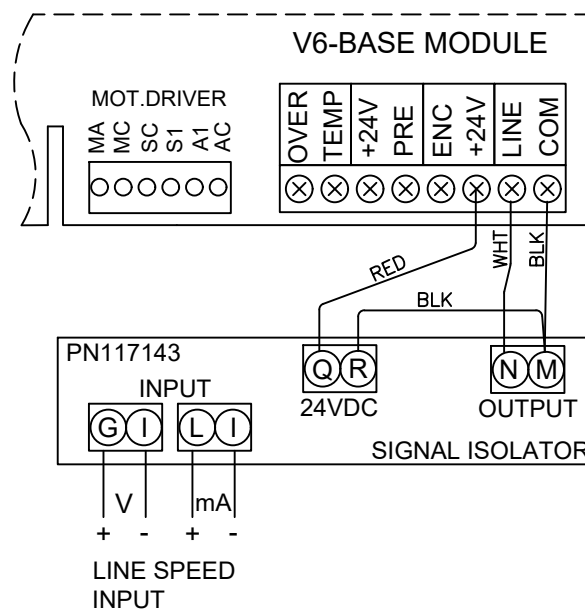 V6-BASE MODULE
MOT.DRIVER
MA MC SC S1 A1 AC
OVER TEMP +24V PRE ENC +24V LINE COM
RED
WHT
BLK
BLK
PN117143
INPUT
Q R
24VDC
N M
OUTPUT
G I L I
SIGNAL ISOLATOR
V mA
+ - + -
LINE SPEED
INPUT